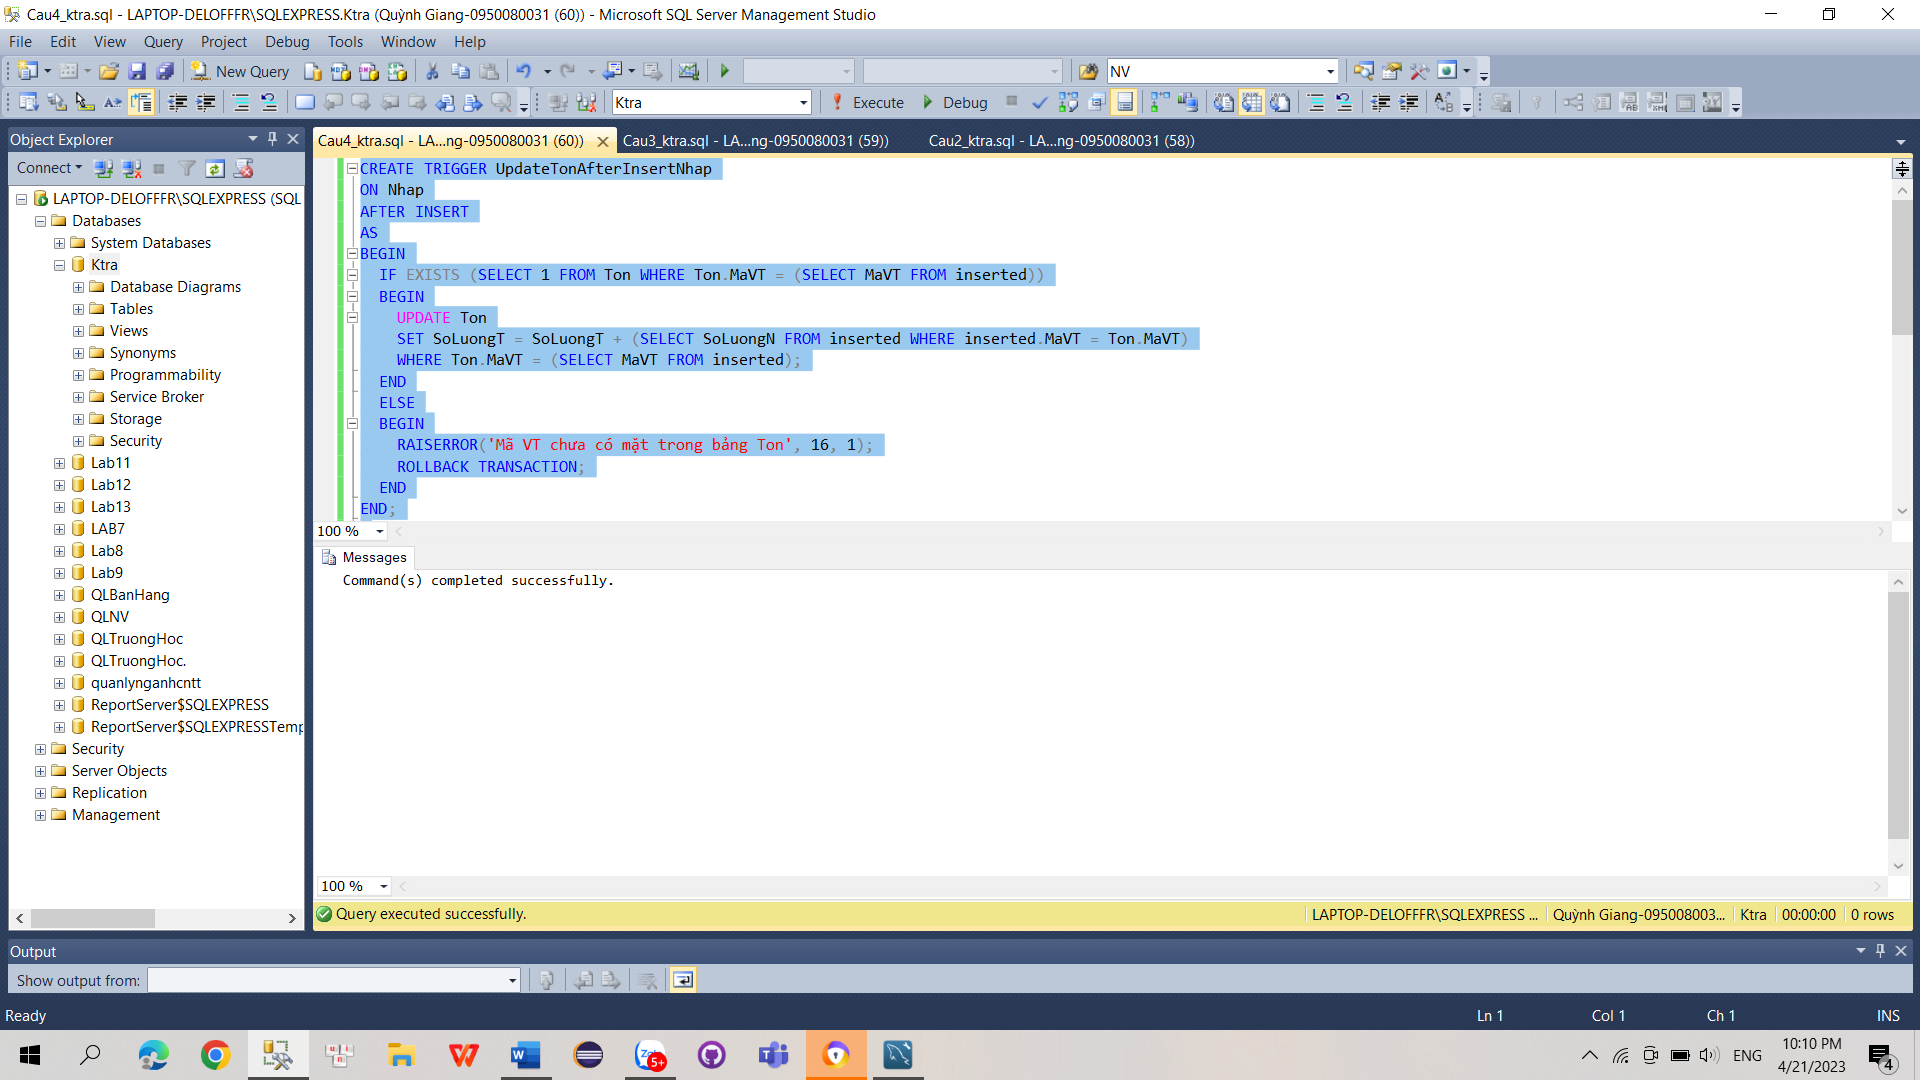 Cau4_ktra.sql - LAPTOP-DELOFFFR\SQLEXPRESS.Ktra (Quỳnh Giang-0950080031 (60)) - Microsoft SQL Server Management Studio
File Edit View Query Project Debug Tools Window Help
New Query NV
Ktra Execute Debug
Object Explorer
Connect
LAPTOP-DELOFFFR\SQLEXPRESS (SQL
Databases
System Databases
Ktra
Database Diagrams
Tables
Views
Synonyms
Programmability
Service Broker
Storage
Security
Lab11
Lab12
Lab13
LAB7
Lab8
Lab9
QLBanHang
QLNV
QLTruongHoc
QLTruongHoc.
quanlynganhcntt
ReportServer$SQLEXPRESS
ReportServer$SQLEXPRESSTemp
Security
Server Objects
Replication
Management
Cau4_ktra.sql - LA...ng-0950080031 (60)) Cau3_ktra.sql - LA...ng-0950080031 (59)) Cau2_ktra.sql - LA...ng-0950080031 (58))
CREATE TRIGGER UpdateTonAfterInsertNhap
ON Nhap
AFTER INSERT
AS
BEGIN
IF EXISTS (SELECT 1 FROM Ton WHERE Ton.MaVT = (SELECT MaVT FROM inserted))
BEGIN
UPDATE Ton
SET SoLuongT = SoLuongT + (SELECT SoLuongN FROM inserted WHERE inserted.MaVT = Ton.MaVT)
WHERE Ton.MaVT = (SELECT MaVT FROM inserted);
END
ELSE
BEGIN
RAISERROR('Mã VT chưa có mặt trong bảng Ton', 16, 1);
ROLLBACK TRANSACTION;
END
END;
100 %
Messages
Command(s) completed successfully.
100 %
Query executed successfully. LAPTOP-DELOFFFR\SQLEXPRESS ... Quỳnh Giang-095008003... Ktra 00:00:00 0 rows
Output
Show output from:
Ready Ln 1 Col 1 Ch 1 INS
5+
ENG
10:10 PM
4/21/2023
4